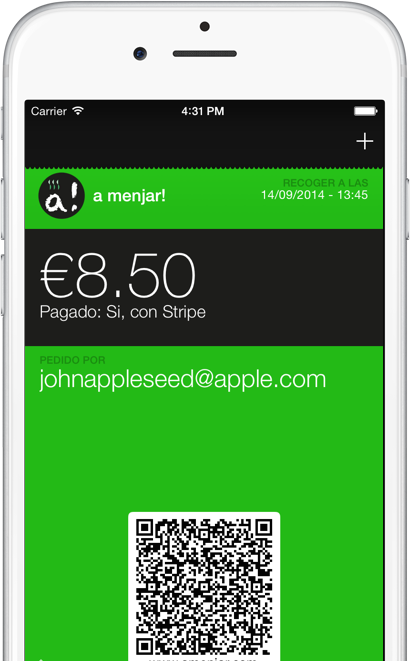 Carrier 4:31 PM
a! a menjar!
RECOGER A LAS
14/09/2014 - 13:45
€8.50
Pagado: Si, con Stripe
PEDIDO POR
johnappleseed@apple.com